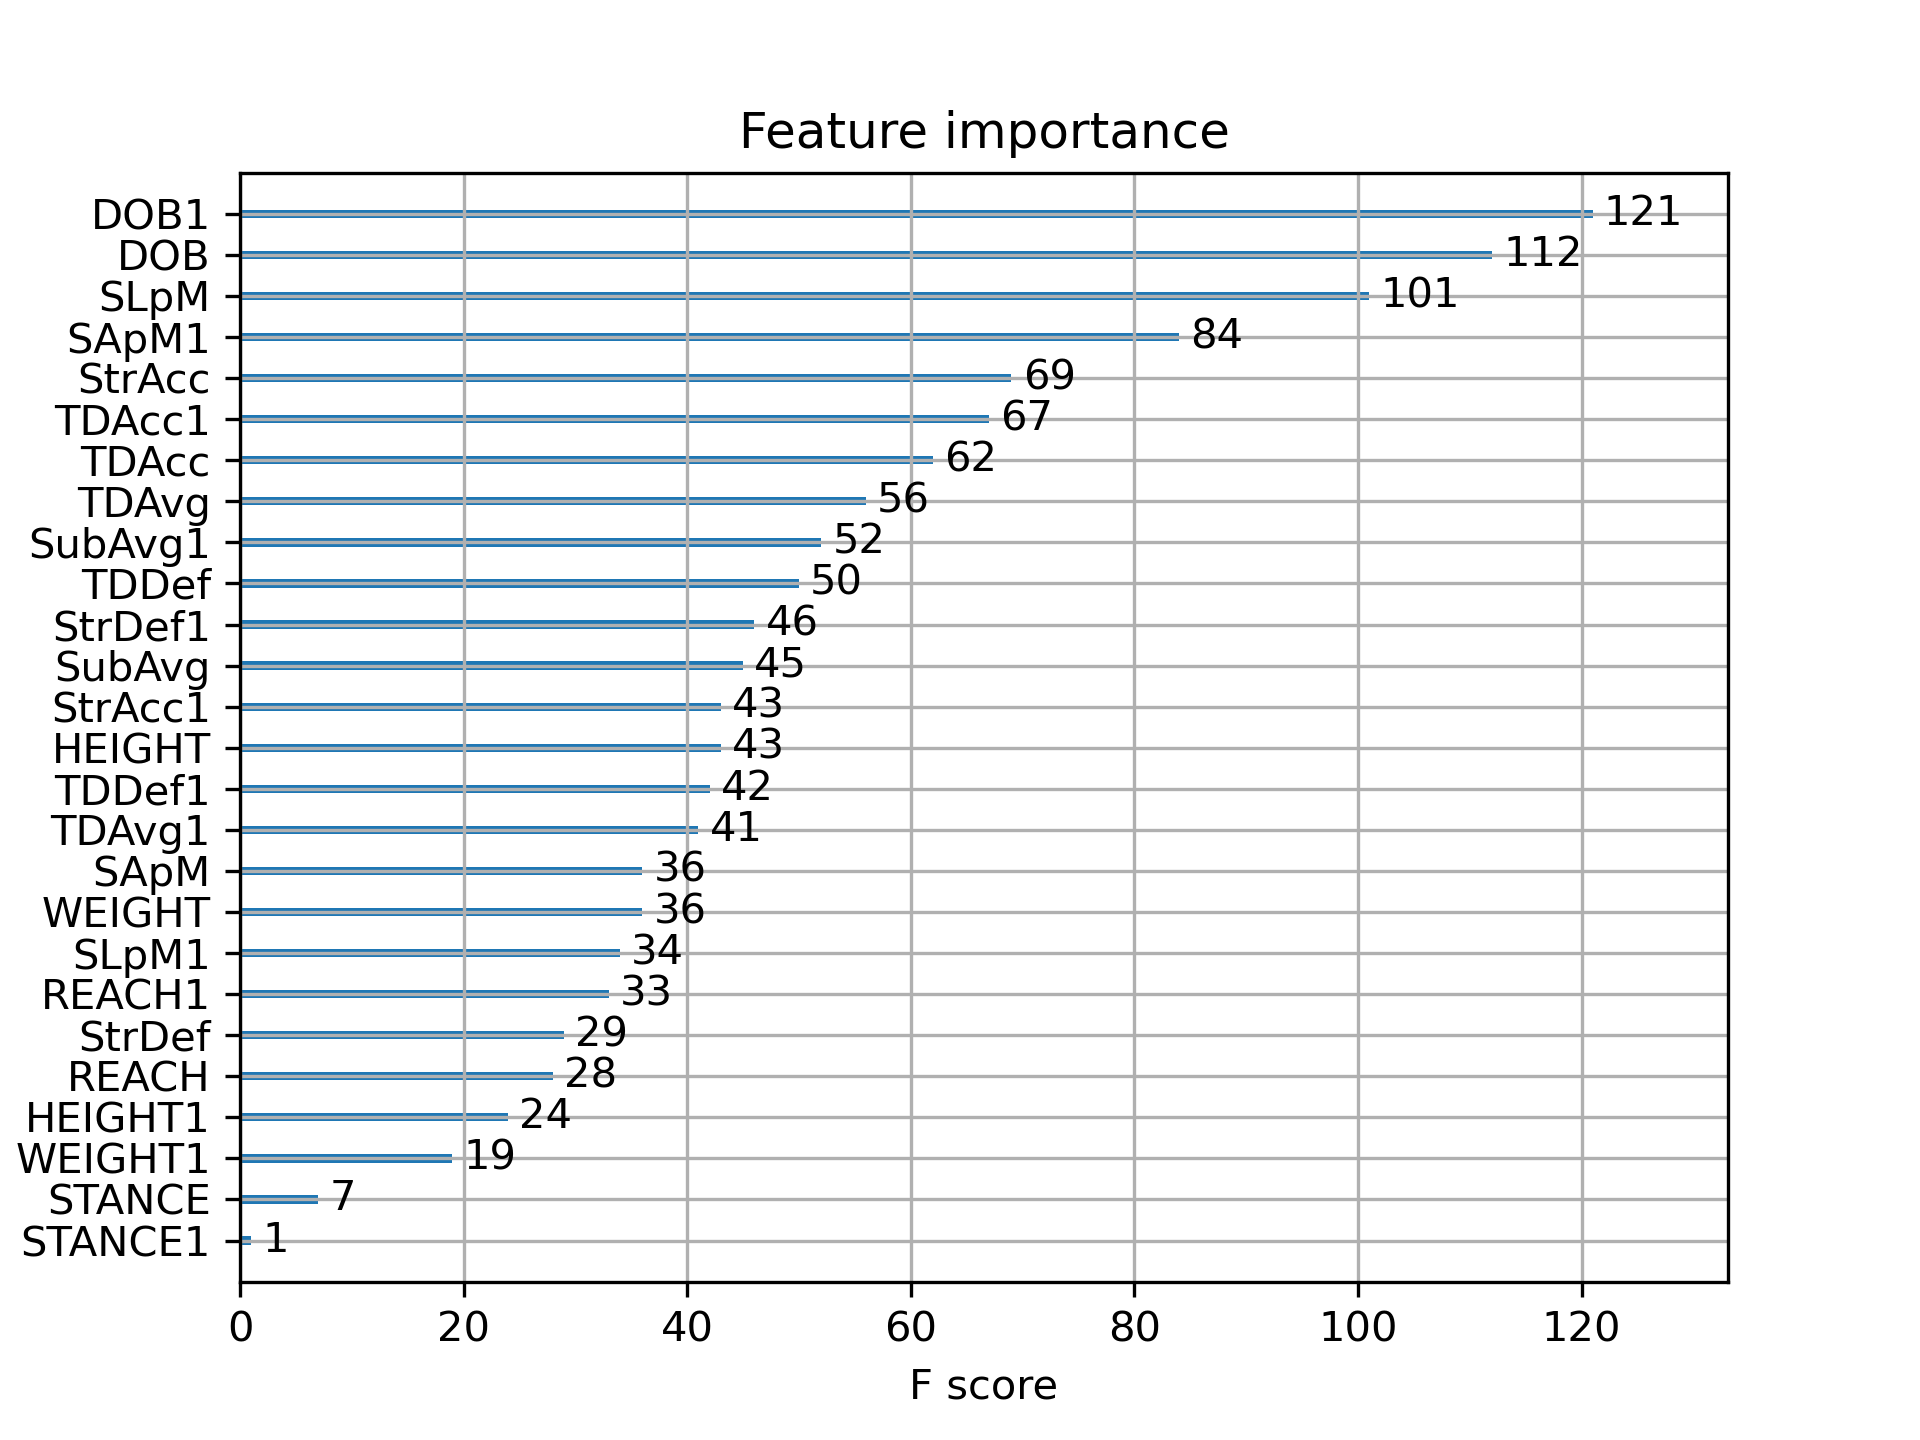 Feature importance
DOB1 121
DOB 112
SLpM 101
SApM1 84
StrAcc 69
TDAcc1 67
TDAcc 62
TDAvg 56
SubAvg1 52
TDDef 50
StrDef1 46
SubAvg 45
StrAcc1 43
HEIGHT 43
TDDef1 42
TDAvg1 41
SApM 36
WEIGHT 36
SLpM1 34
REACH1 33
StrDef 29
REACH 28
HEIGHT1 24
WEIGHT1 19
STANCE 7
STANCE1 1
0 20 40 60 80 100 120
F score